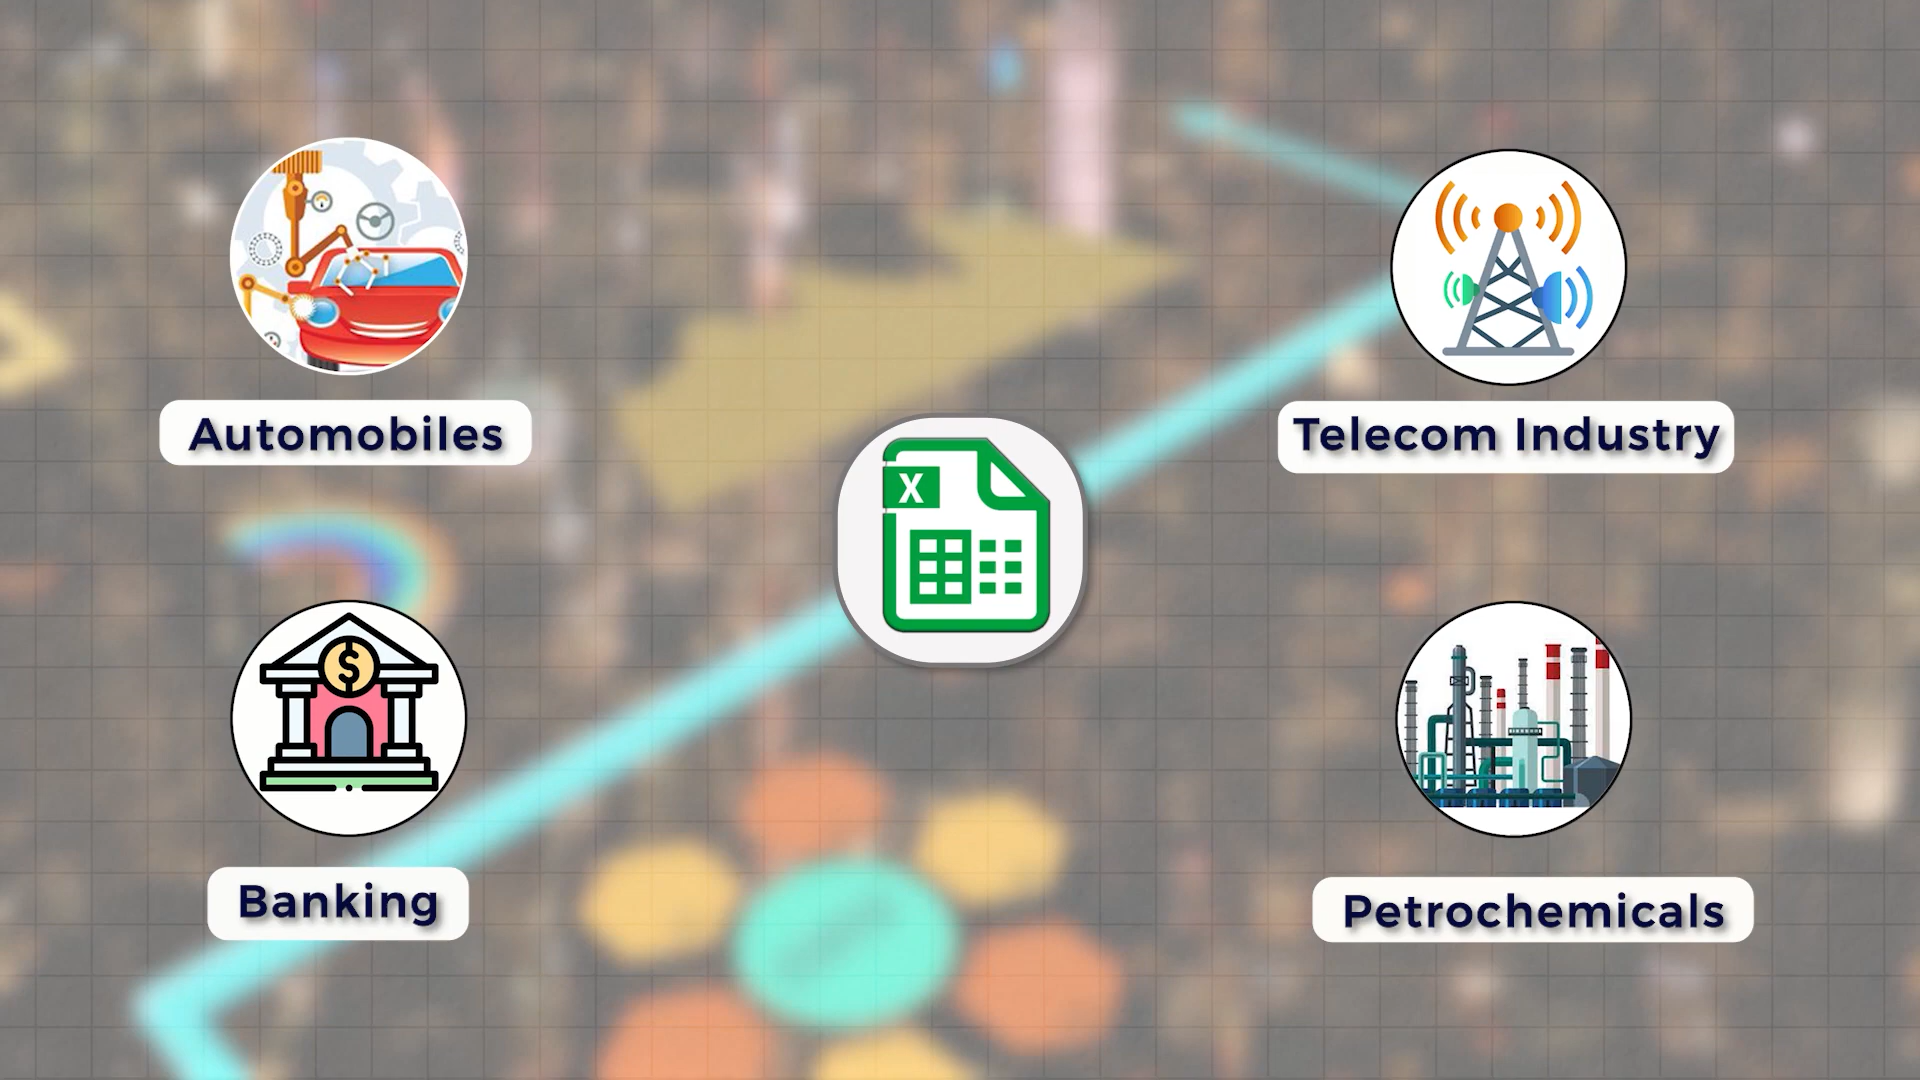 Automobiles
Telecom Industry
X
$
Banking
Petrochemicals